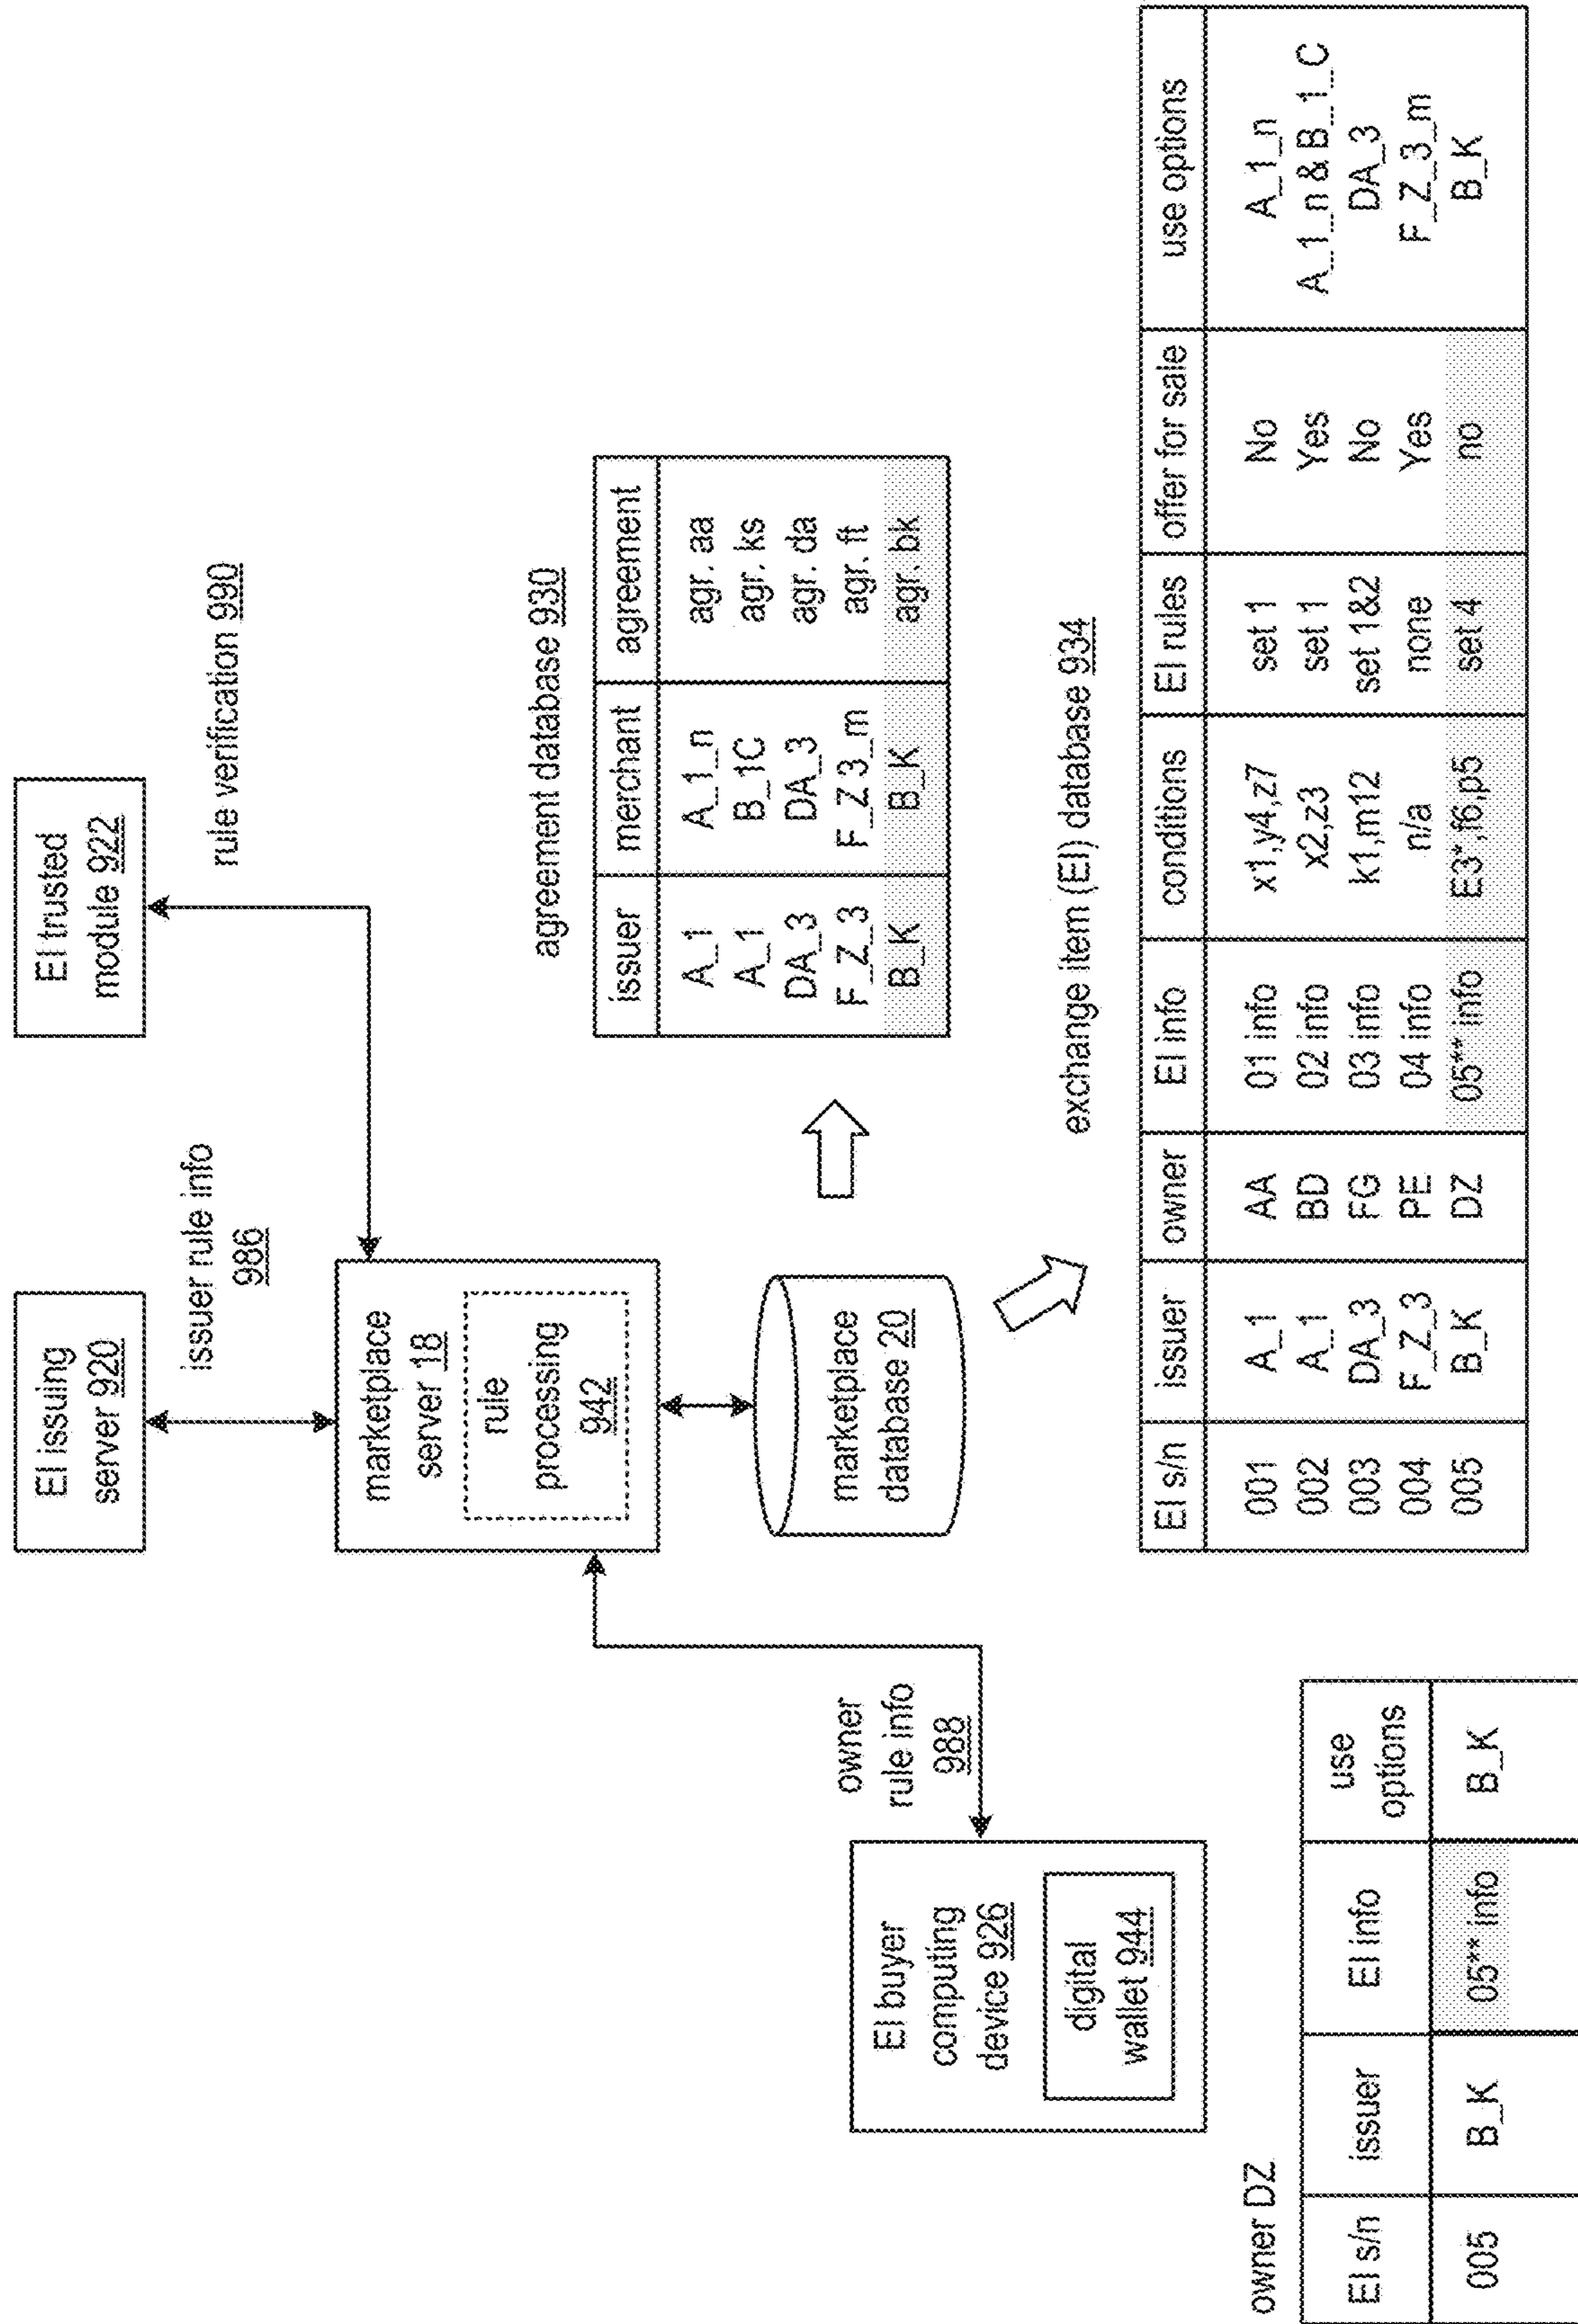 EI issuing
server 920
issuer rule info
986
EI trusted
module 922
rule verification 990
marketplace
server 18
rule
processing
942
marketplace
database 20
owner
rule info
988
EI buyer
computing
device 926
digital
wallet 944
agreement database 930
issuer merchant agreement
A_1 A_1_n agr. aa
A_1 B_1C agr. ks
DA_3 DA_3 agr. da
F_Z_3 F_Z 3_m agr. ft
B_K B_K agr. bk
exchange item (EI) database 934
EI s/n issuer owner EI info conditions EI rules offer for sale use options
001 A_1 AA 01 info x1,y4,z7 set 1 No A_1_n
002 A_1 BD 02 info x2,z3 set 1 Yes A_1_n & B_1_C
003 DA_3 FG 03 info k1,m12 set 1&2 No DA_3
004 F_Z_3 PE 04 info n/a none Yes F_Z_3_m
005 B_K DZ 05** info E3*,f6,p5 set 4 no B_K
owner DZ
EI s/n issuer EI info use
options
005 B_K 05** info B_K